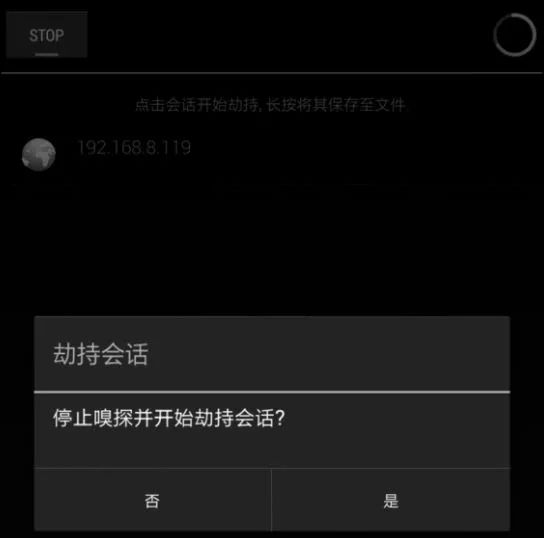 STOP
点击会话开始劫持, 长按将其保存至文件.
192.168.8.119
劫持会话
停止嗅探并开始劫持会话?
否
是